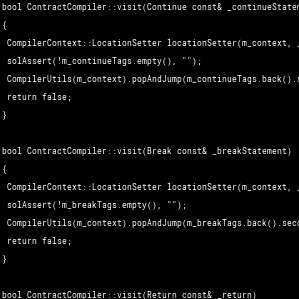 bool ContractCompiler::visit(Continue const& _continueStatem
{
CompilerContext::LocationSetter locationSetter(m_context, _
solAssert(!m_continueTags.empty(), "");
CompilerUtils(m_context).popAndJump(m_continueTags.back().s
return false;
}
bool ContractCompiler::visit(Break const& _breakStatement)
{
CompilerContext::LocationSetter locationSetter(m_context, _
solAssert(!m_breakTags.empty(), "");
CompilerUtils(m_context).popAndJump(m_breakTags.back().seco
return false;
}
bool ContractCompiler::visit(Return const& _return)